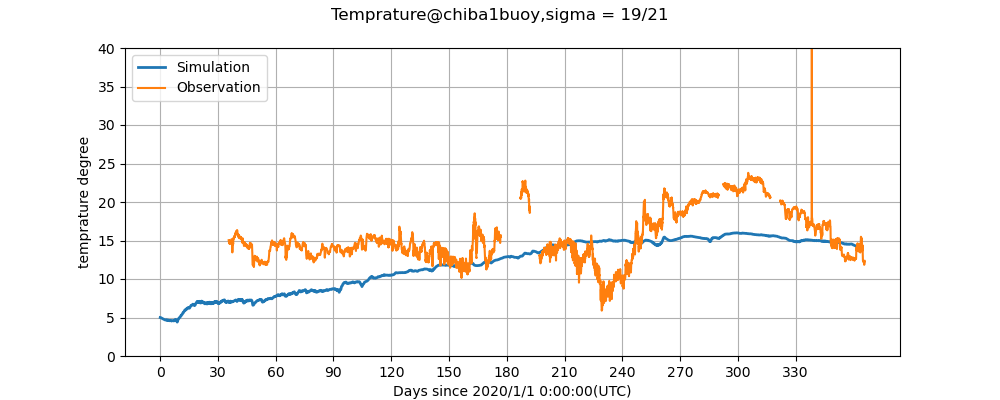 Temprature@chiba1buoy,sigma = 19/21
Simulation
Observation
temprature degree
40
35
30
25
20
15
10
5
0
0 30 60 90 120 150 180 210 240 270 300 330
Days since 2020/1/1 0:00:00(UTC)